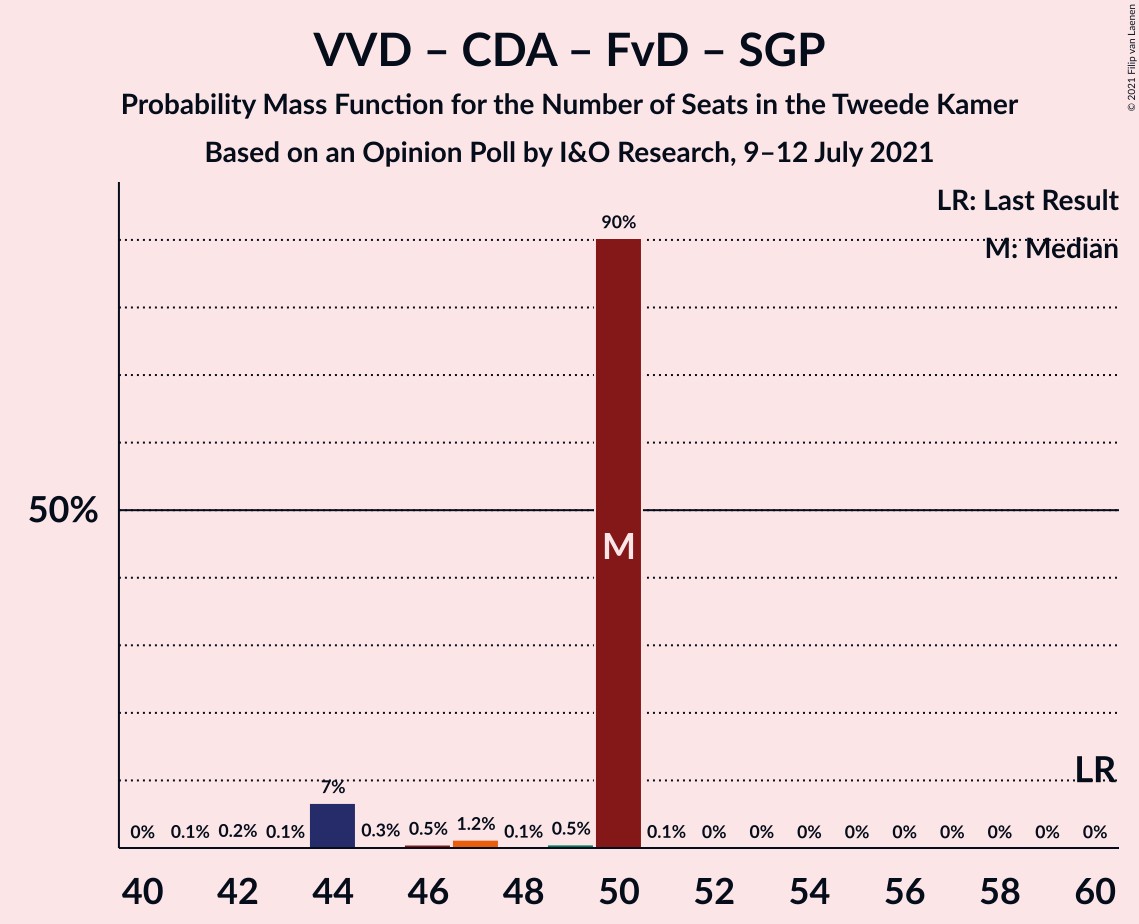 VVD – CDA – FvD – SGP
Probability Mass Function for the Number of Seats in the Tweede Kamer
Based on an Opinion Poll by I&O Research, 9–12 July 2021
© 2021 Filip van Laenen
LR: Last Result
M: Median
90%
50%
M
LR
7%
0% 0.1% 0.2% 0.1% 0.3% 0.5% 1.2% 0.1% 0.5% 0.1% 0% 0% 0% 0% 0% 0% 0% 0% 0%
40 42 44 46 48 50 52 54 56 58 60